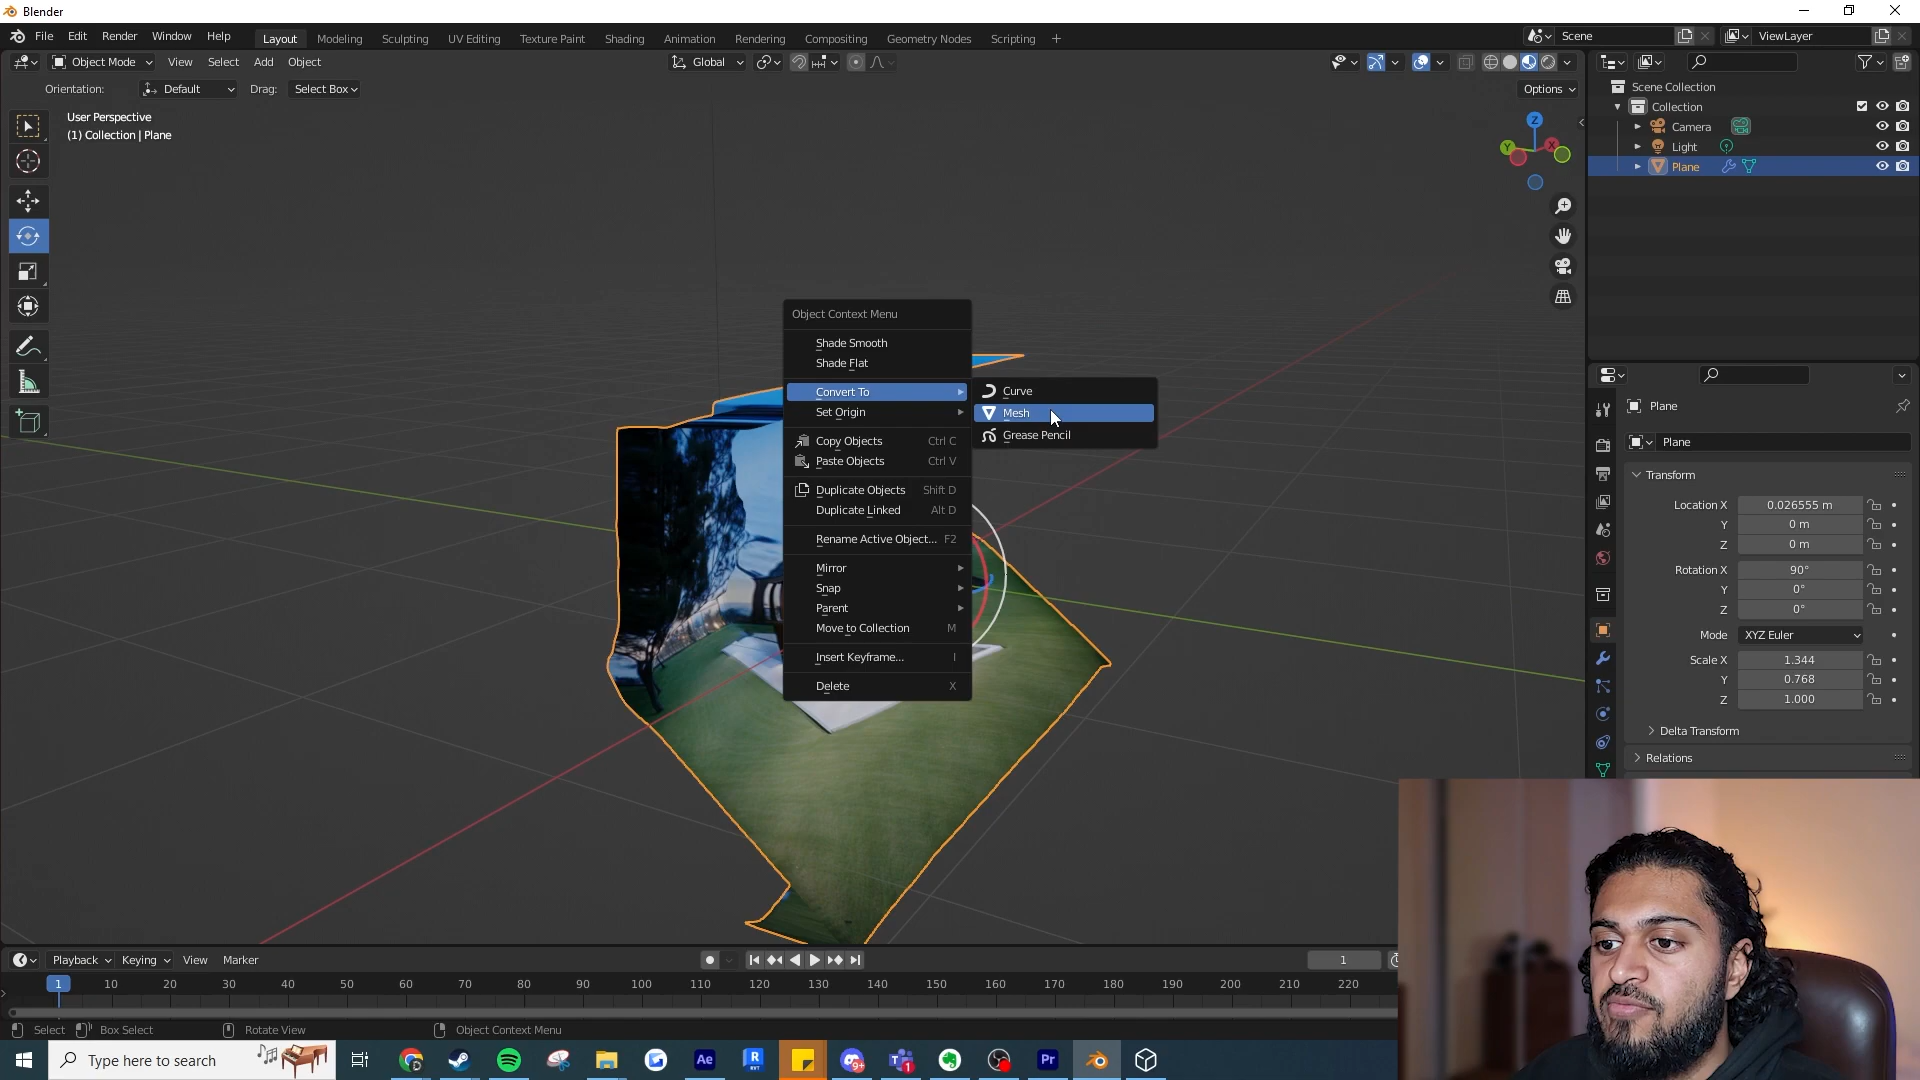 Blender
File Edit Render Window Help
Layout Modeling Sculpting UV Editing Texture Paint Shading Animation Rendering Compositing Geometry Nodes Scripting +
Scene
ViewLayer
Object Mode View Select Add Object
Global
Orientation: Default Drag: Select Box
Options
User Perspective
(1) Collection | Plane
Z
Y
X
Scene Collection
Collection
Camera
Light
Plane
Object Context Menu
Shade Smooth
Shade Flat
Convert To
Set Origin
Copy Objects Ctrl C
Paste Objects Ctrl V
Duplicate Objects Shift D
Duplicate Linked Alt D
Rename Active Object... F2
Mirror
Snap
Parent
Move to Collection M
Insert Keyframe... I
Delete X
Curve
Mesh
Grease Pencil
Plane
Plane
Transform
Location X 0.026555 m
Y 0 m
Z 0 m
Rotation X 90°
Y 0°
Z 0°
Mode XYZ Euler
Scale X 1.344
Y 0.768
Z 1.000
Delta Transform
Relations
Playback Keying View Marker
1
1 10 20 30 40 50 60 70 80 90 100 110 120 130 140 150 160 170 180 190 200 210 220
Select Box Select Rotate View Object Context Menu
Type here to search
Ae
R
RVT
9+
1
Pr